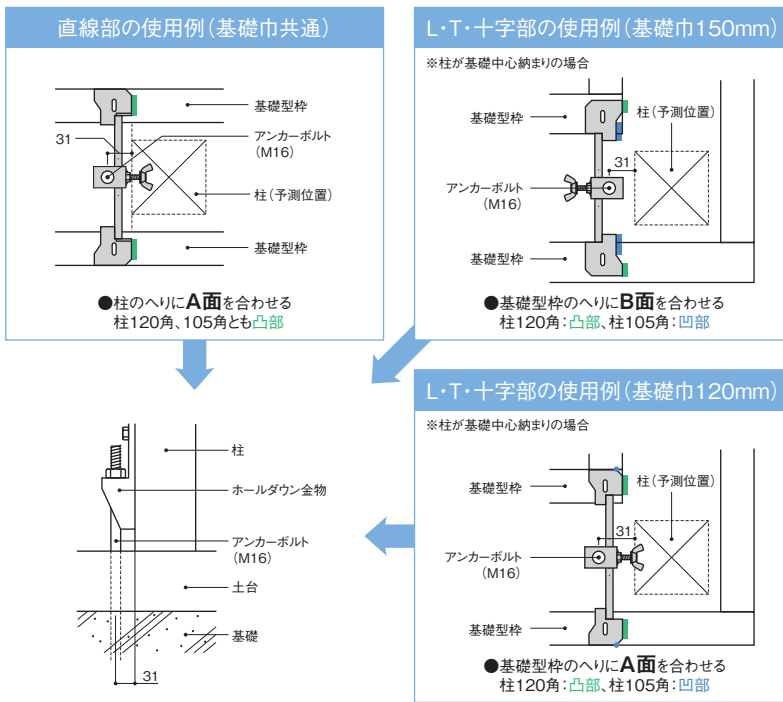 直線部の使用例(基礎巾共通)
基礎型枠
31
アンカーボルト
(M16)
柱(予測位置)
基礎型枠
●柱のへりにA面を合わせる
柱120角、105角とも凸部
L・T・十字部の使用例(基礎巾150mm)
※柱が基礎中心納まりの場合
基礎型枠
柱(予測位置)
31
アンカーボルト
(M16)
基礎型枠
●基礎型枠のへりにB面を合わせる
柱120角:凸部、柱105角:凹部
L・T・十字部の使用例(基礎巾120mm)
※柱が基礎中心納まりの場合
基礎型枠
柱(予測位置)
31
アンカーボルト
(M16)
基礎型枠
●基礎型枠のへりにA面を合わせる
柱120角:凸部、柱105角:凹部
柱
ホールダウン金物
アンカーボルト
(M16)
土台
基礎
31